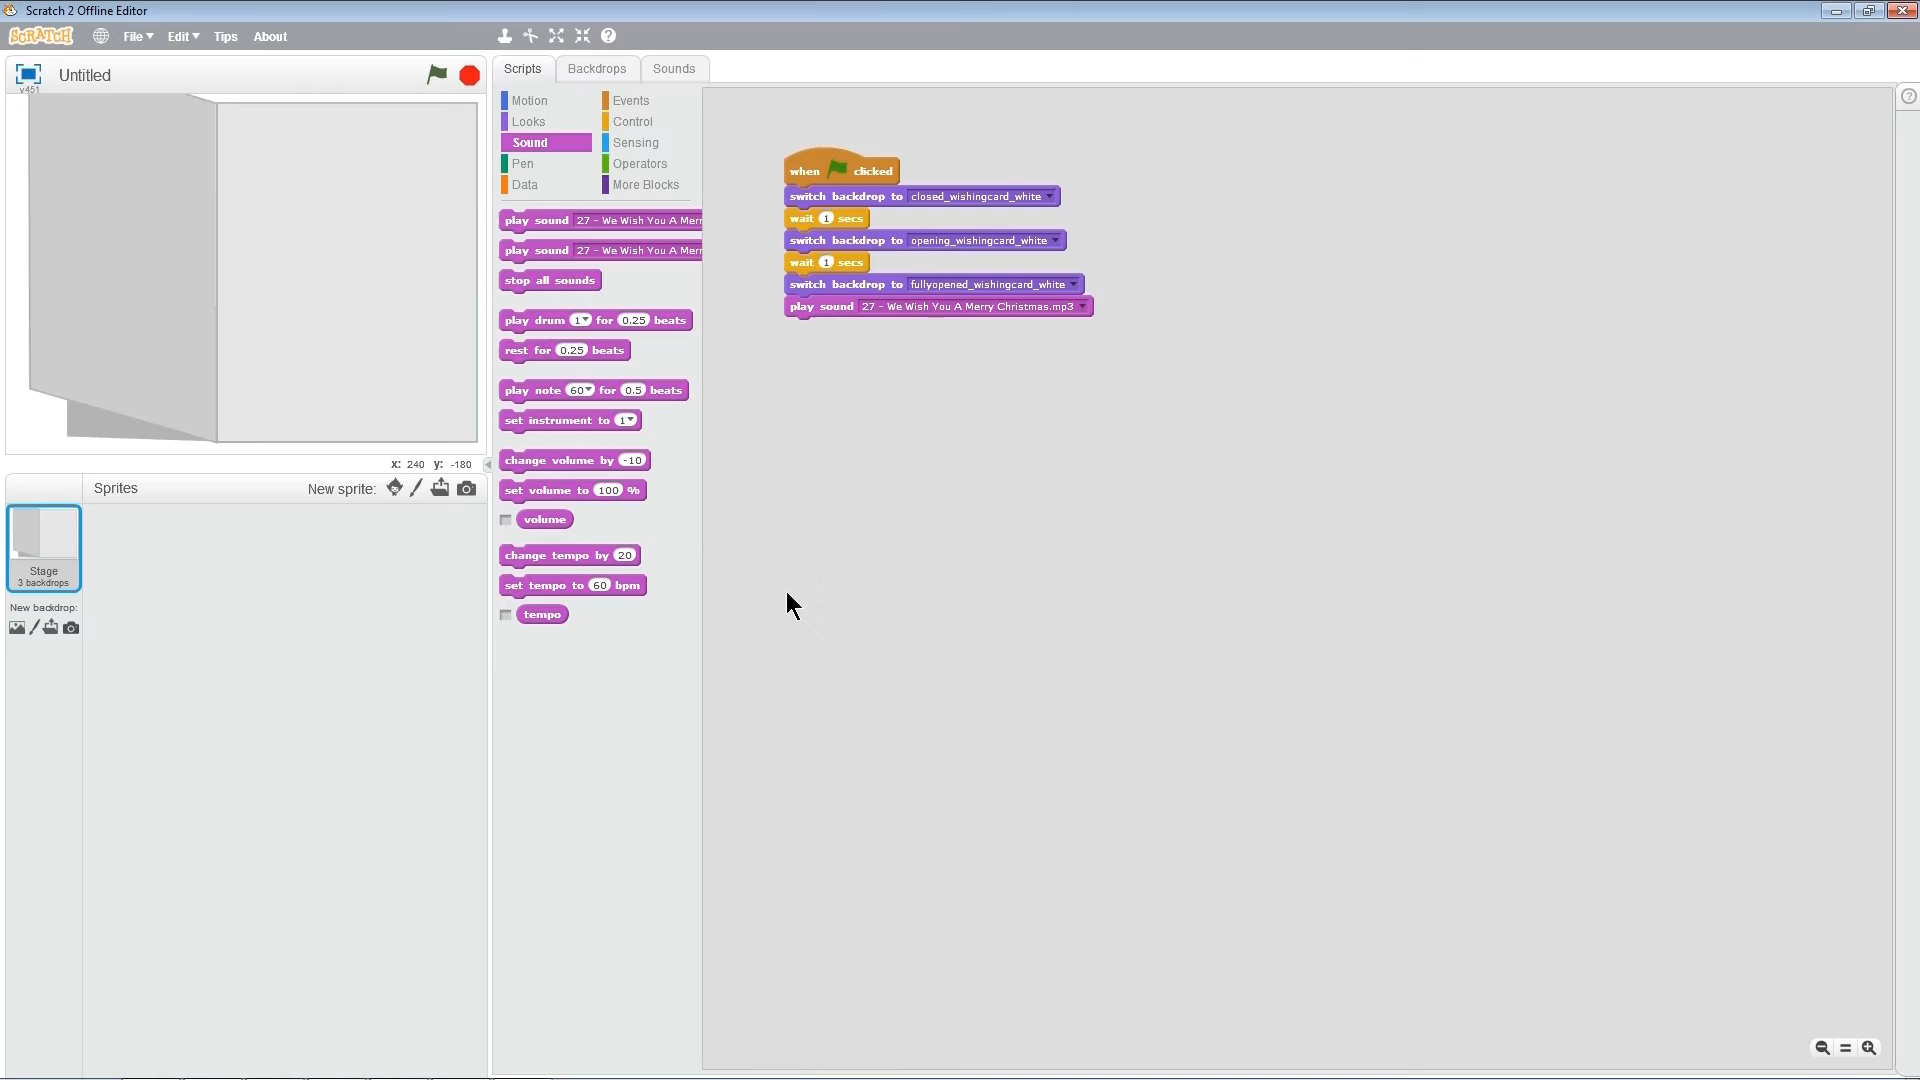 Scratch 2 Offline Editor
SCRATCH File Edit Tips About
Untitled
v451
Scripts Backdrops Sounds
Motion Events
Looks Control
Sound Sensing
Pen Operators
Data More Blocks
play sound 27 - We Wish You A Merr
play sound 27 - We Wish You A Merr
stop all sounds
play drum 1 for 0.25 beats
rest for 0.25 beats
play note 60 for 0.5 beats
set instrument to 1
change volume by -10
set volume to 100 %
volume
change tempo by 20
set tempo to 60 bpm
tempo
when clicked
switch backdrop to closed_wishingcard_white
wait 1 secs
switch backdrop to opening_wishingcard_white
wait 1 secs
switch backdrop to fullyopened_wishingcard_white
play sound 27 - We Wish You A Merry Christmas.mp3
x: 240 y: -180
Sprites New sprite:
Stage
3 backdrops
New backdrop: